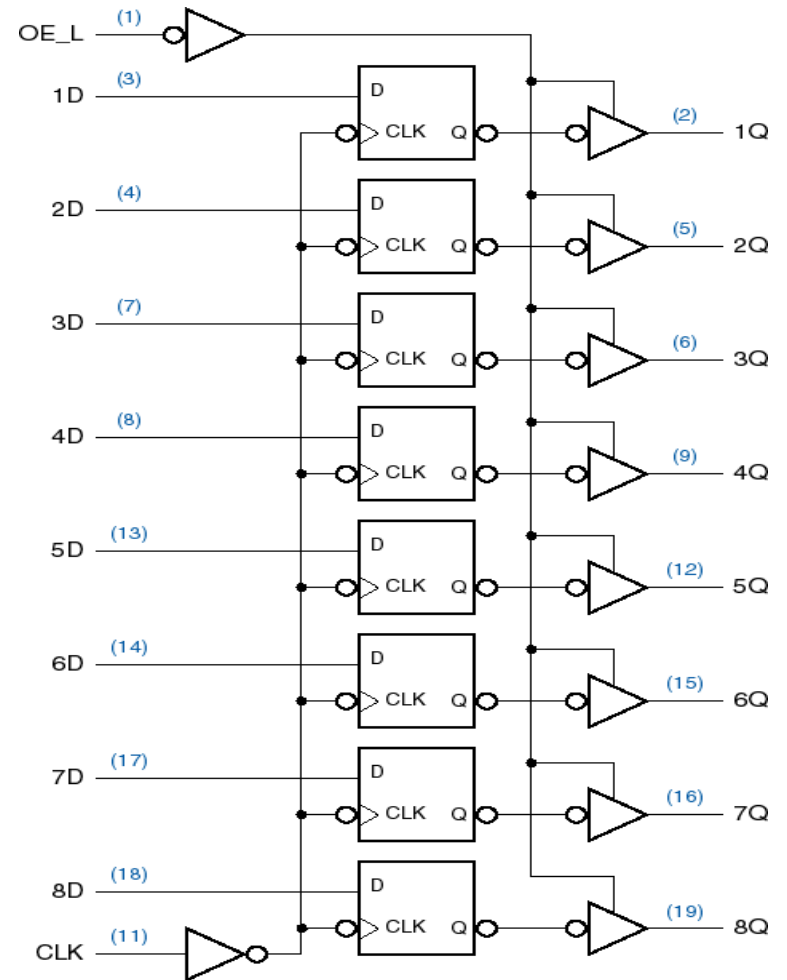 OE_L (1)
1D (3) D
CLK Q (2) 1Q
2D (4) D
CLK Q (5) 2Q
3D (7) D
CLK Q (6) 3Q
4D (8) D
CLK Q (9) 4Q
5D (13) D
CLK Q (12) 5Q
6D (14) D
CLK Q (15) 6Q
7D (17) D
CLK Q (16) 7Q
8D (18) D
CLK Q (19) 8Q
CLK (11)